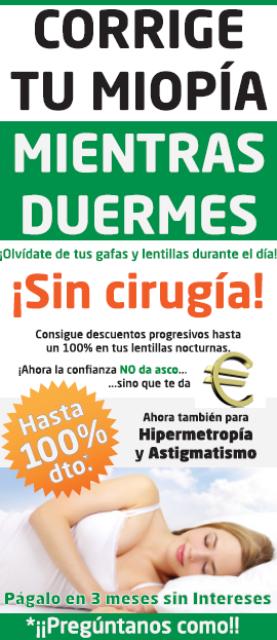 CORRIGE
TU MIOPÍA
MIENTRAS
DUERMES
¡Olvídate de tus gafas y lentillas durante el día!
¡Sin cirugía!
Consigue descuentos progresivos hasta
un 100% en tus lentillas nocturnas.
¡Ahora la confianza NO da asco...
...sino que te da €
Hasta
100%
dto.*
Ahora también para
Hipermetropía
y Astigmatismo
Págalo en 3 meses sin Intereses
*¡¡Pregúntanos como!!